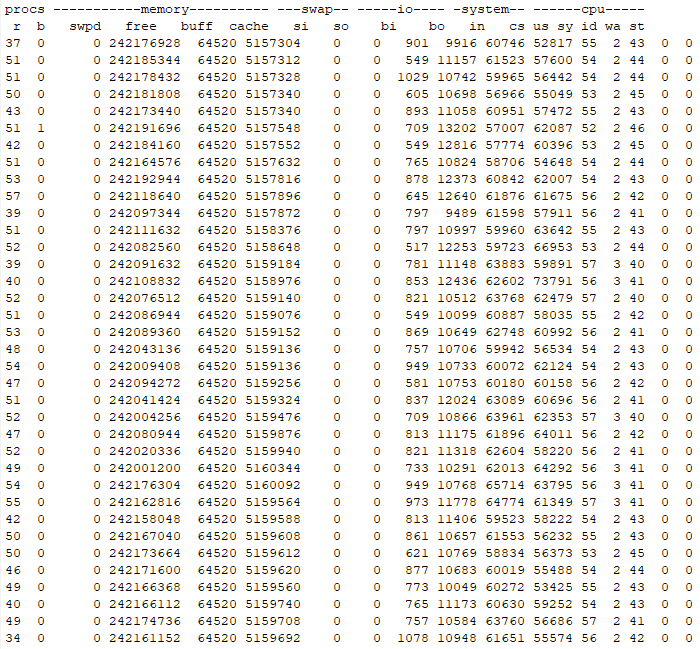 procs -----------memory---------- ---swap-- -----io---- -system-- ------cpu-----
r b swpd free buff cache si so bi bo in cs us sy id wa st
37 0 0 242176928 64520 5157304 0 0 901 9916 60746 52817 55 2 43 0 0
51 0 0 242185344 64520 5157312 0 0 549 11157 61523 57600 54 2 44 0 0
51 0 0 242178432 64520 5157328 0 0 1029 10742 59965 56442 54 2 44 0 0
50 0 0 242181808 64520 5157340 0 0 605 10698 56966 55049 53 2 45 0 0
42 0 0 242173440 64520 5157340 0 0 893 11058 60951 57472 55 2 43 0 0
51 1 0 242191696 64520 5157548 0 0 709 13202 57007 62087 52 2 46 0 0
42 0 0 242184160 64520 5157552 0 0 549 12816 57774 60396 53 2 45 0 0
51 0 0 242164576 64520 5157632 0 0 765 10824 58706 54648 54 2 44 0 0
53 0 0 242192944 64520 5157816 0 0 878 12373 60842 62007 54 2 43 0 0
57 0 0 242118640 64520 5157896 0 0 645 12640 61876 61675 56 2 42 0 0
39 0 0 242097344 64520 5157872 0 0 797 9489 61598 57911 56 2 41 0 0
51 0 0 242111632 64520 5158376 0 0 797 10997 59960 63642 55 2 43 0 0
52 0 0 242082560 64520 5158648 0 0 517 12253 59723 66953 53 2 44 0 0
39 0 0 242091632 64520 5159184 0 0 781 11148 63883 59891 57 3 40 0 0
40 0 0 242108832 64520 5158976 0 0 853 12436 62602 73791 56 3 41 0 0
52 0 0 242076512 64520 5159140 0 0 821 10512 63768 62479 57 2 40 0 0
51 0 0 242086944 64520 5159076 0 0 549 10099 60887 58035 55 2 42 0 0
53 0 0 242089360 64520 5159152 0 0 869 10649 62748 60992 56 2 41 0 0
48 0 0 242043136 64520 5159136 0 0 757 10706 59942 56534 54 2 43 0 0
54 0 0 242009408 64520 5159136 0 0 949 10733 60072 62124 54 2 43 0 0
47 0 0 242094272 64520 5159256 0 0 581 10753 60180 60158 56 2 42 0 0
51 0 0 242041424 64520 5159324 0 0 837 12024 63089 60696 56 2 41 0 0
52 0 0 242004256 64520 5159476 0 0 709 10866 63961 62353 57 3 40 0 0
47 0 0 242080944 64520 5159876 0 0 813 11175 61896 64011 56 2 42 0 0
52 0 0 242020336 64520 5159940 0 0 821 11318 62604 58220 56 2 41 0 0
49 0 0 242001200 64520 5160344 0 0 733 10291 62013 64292 56 3 41 0 0
54 0 0 242176304 64520 5160092 0 0 949 10768 65714 63795 56 3 41 0 0
55 0 0 242162816 64520 5159564 0 0 973 11778 64774 61349 57 3 41 0 0
42 0 0 242158048 64520 5159588 0 0 813 11406 59523 58222 54 2 43 0 0
50 0 0 242167040 64520 5159608 0 0 861 10657 61553 56232 55 2 43 0 0
50 0 0 242173664 64520 5159612 0 0 621 10769 58834 56373 53 2 45 0 0
46 0 0 242171600 64520 5159620 0 0 877 10683 60019 55488 54 2 44 0 0
49 0 0 242166368 64520 5159560 0 0 773 10049 60272 53425 55 2 43 0 0
40 0 0 242166112 64520 5159740 0 0 765 11173 60630 59252 54 2 43 0 0
49 0 0 242174736 64520 5159708 0 0 757 10584 63760 56686 57 2 41 0 0
34 0 0 242161152 64520 5159692 0 0 1078 10948 61651 55574 56 2 42 0 0